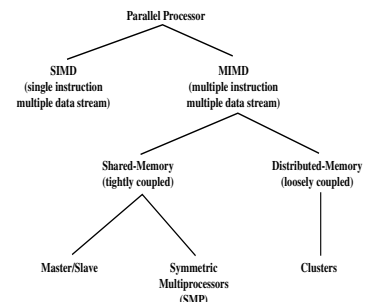 Parallel Processor
SIMD
(single instruction
multiple data stream)
MIMD
(multiple instruction
multiple data stream)
Shared-Memory
(tightly coupled)
Distributed-Memory
(loosely coupled)
Master/Slave
Symmetric
Multiprocessors
(SMP)
Clusters